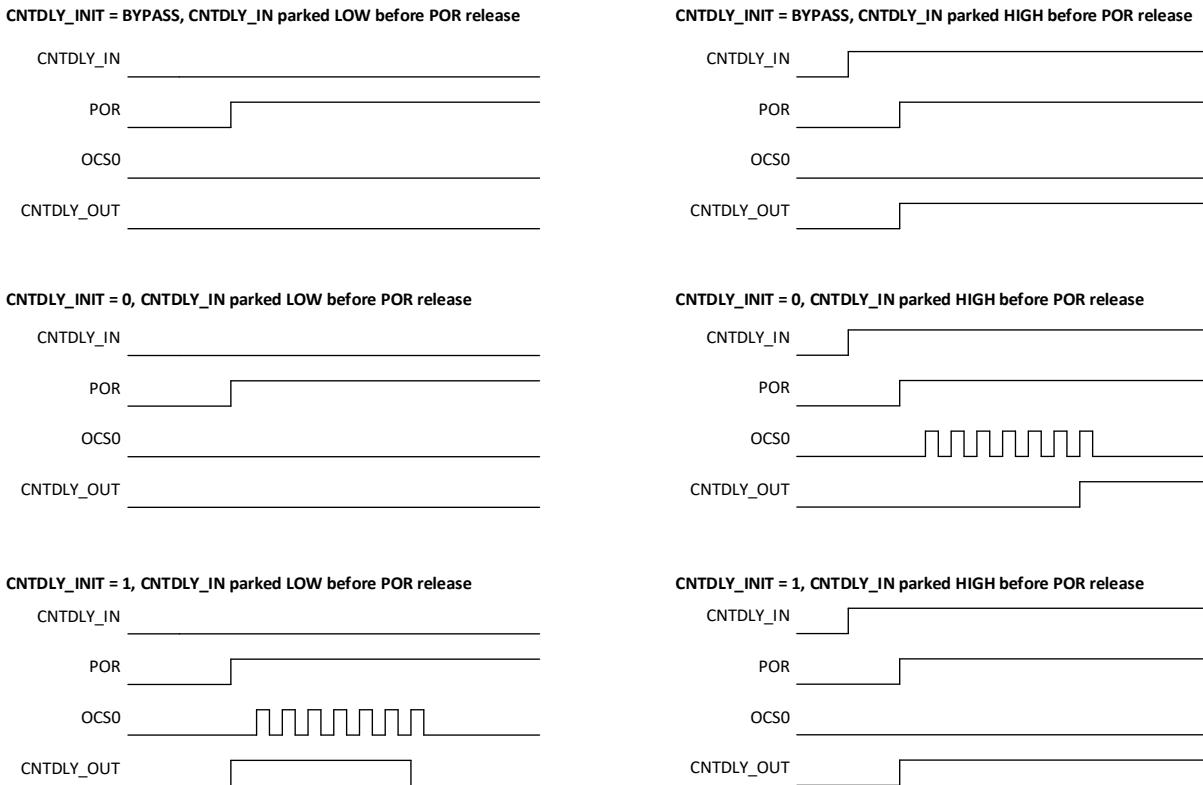 CNTDLY_INIT = BYPASS, CNTDLY_IN parked LOW before POR release
CNTDLY_IN
POR
OCS0
CNTDLY_OUT
CNTDLY_INIT = BYPASS, CNTDLY_IN parked HIGH before POR release
CNTDLY_IN
POR
OCS0
CNTDLY_OUT
CNTDLY_INIT = 0, CNTDLY_IN parked LOW before POR release
CNTDLY_IN
POR
OCS0
CNTDLY_OUT
CNTDLY_INIT = 0, CNTDLY_IN parked HIGH before POR release
CNTDLY_IN
POR
OCS0
CNTDLY_OUT
CNTDLY_INIT = 1, CNTDLY_IN parked LOW before POR release
CNTDLY_IN
POR
OCS0
CNTDLY_OUT
CNTDLY_INIT = 1, CNTDLY_IN parked HIGH before POR release
CNTDLY_IN
POR
OCS0
CNTDLY_OUT